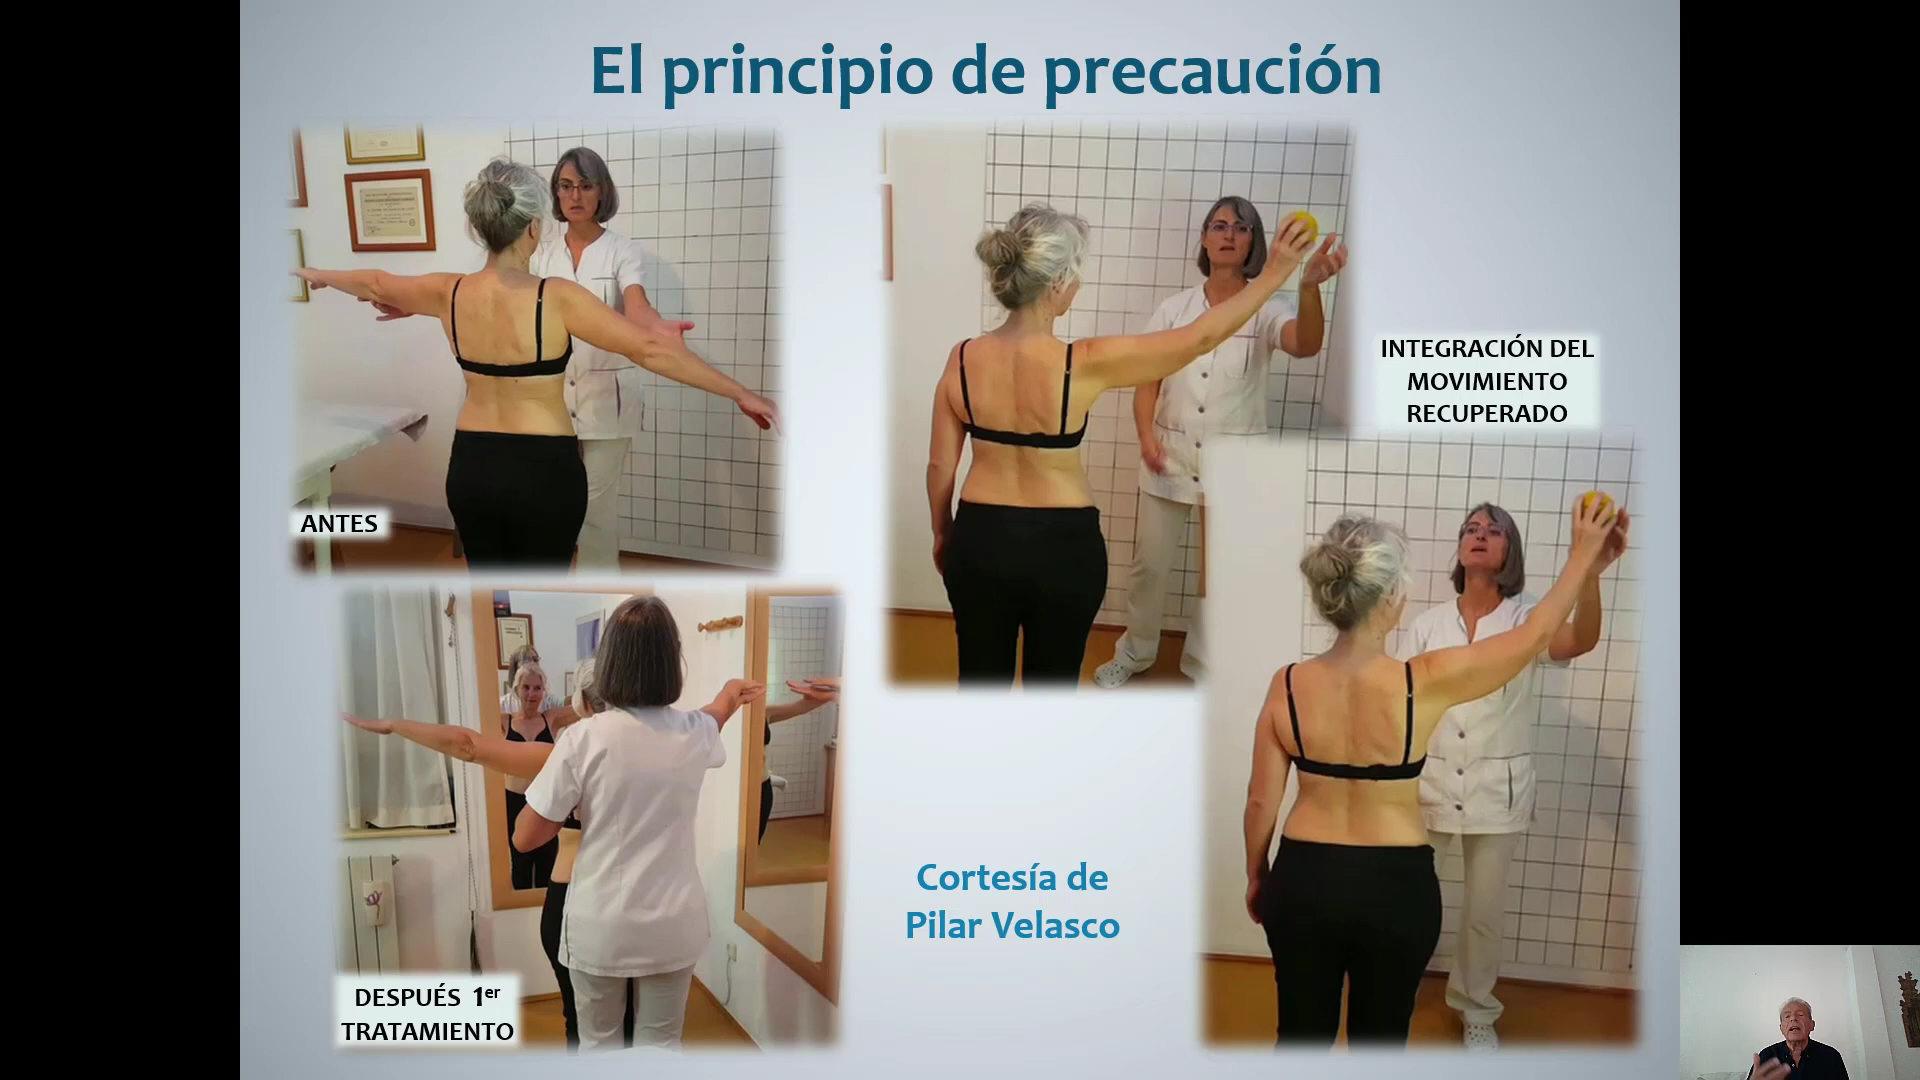 El principio de precaución
ANTES
INTEGRACIÓN DEL
MOVIMIENTO
RECUPERADO
DESPUÉS 1er
TRATAMIENTO
Cortesía de
Pilar Velasco